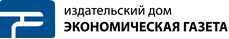 издательский дом
ЭКОНОМИЧЕСКАЯ ГАЗЕТА